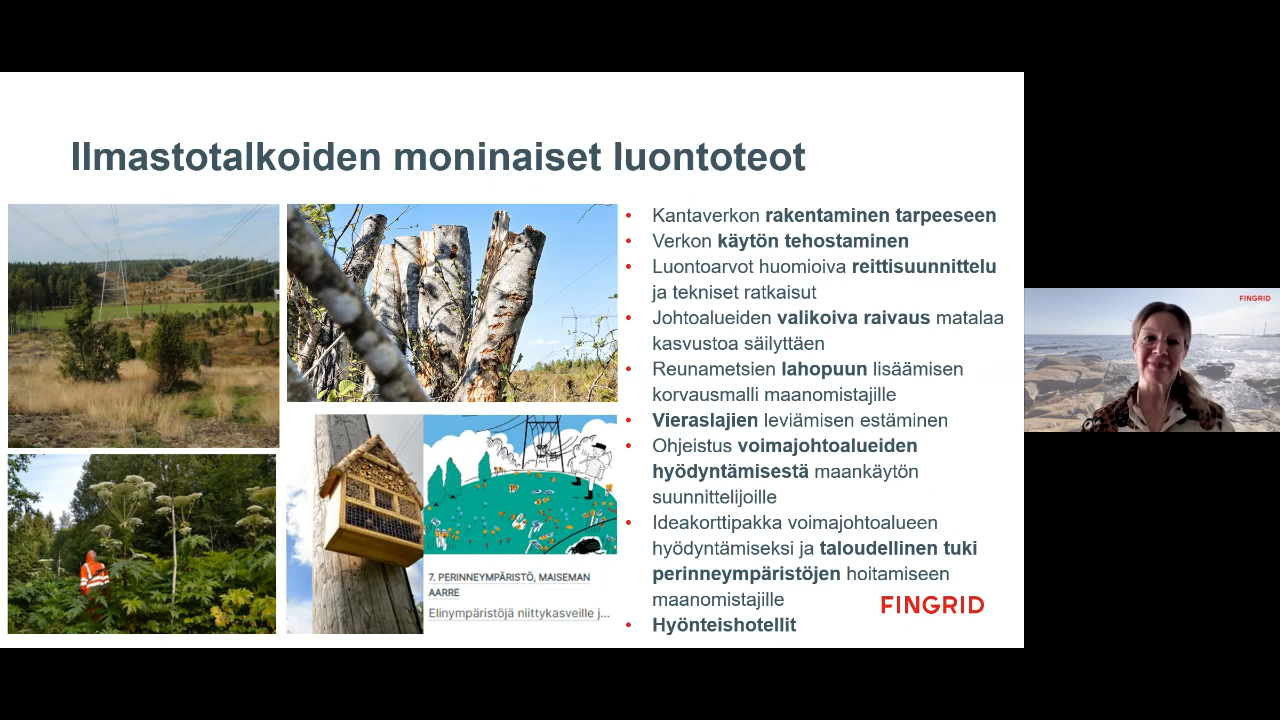 Ilmastotalkoiden moninaiset luontoteot
• Kantaverkon rakentaminen tarpeeseen
• Verkon käytön tehostaminen
• Luontoarvot huomioiva reittisuunnittelu
ja tekniset ratkaisut
• Johtoalueiden valikoiva raivaus matalaa
kasvustoa säilyttäen
• Reunametsien lahopuun lisäämisen
korvausmalli maanomistajille
• Vieraslajien leviämisen estäminen
• Ohjeistus voimajohtoalueiden
hyödyntämisestä maankäytön
suunnittelijoille
• Ideakorttipakka voimajohtoalueen
hyödyntämiseksi ja taloudellinen tuki
perinneympäristöjen hoitamiseen
maanomistajille
• Hyönteishotellit
7. PERINNEYMPÄRISTÖ, MAISEMAN
AARRE
Elinympäristöjä niittykasveille j...
FINGRID
FINGRID